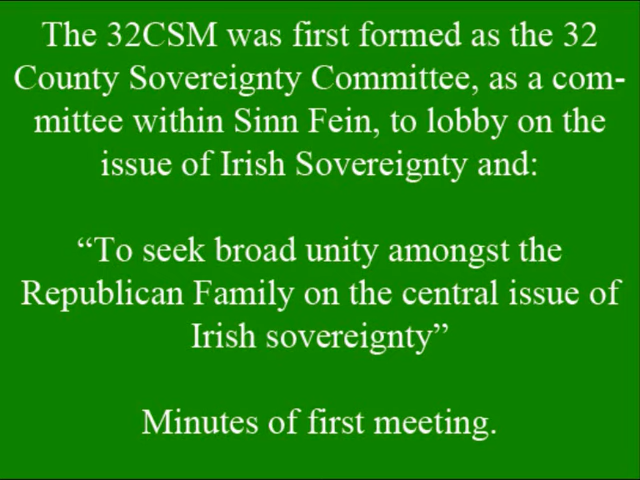 The 32CSM was first formed as the 32
County Sovereignty Committee, as a com-
mittee within Sinn Fein, to lobby on the
issue of Irish Sovereignty and:
“To seek broad unity amongst the
Republican Family on the central issue of
Irish sovereignty”
Minutes of first meeting.